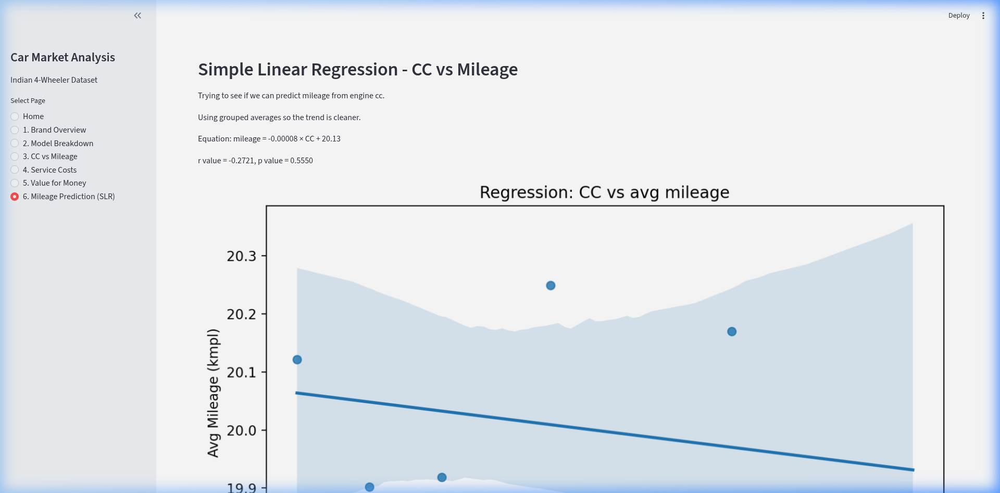 Deploy
Car Market Analysis
Indian 4-Wheeler Dataset
Select Page
Home
1. Brand Overview
2. Model Breakdown
3. CC vs Mileage
4. Service Costs
5. Value for Money
6. Mileage Prediction (SLR)
Simple Linear Regression - CC vs Mileage
Trying to see if we can predict mileage from engine cc.
Using grouped averages so the trend is cleaner.
Equation: mileage = -0.00008 × CC + 20.13
r value = -0.2721, p value = 0.5550
Regression: CC vs avg mileage
Avg Mileage (kmpl)
20.3
20.2
20.1
20.0
19.9